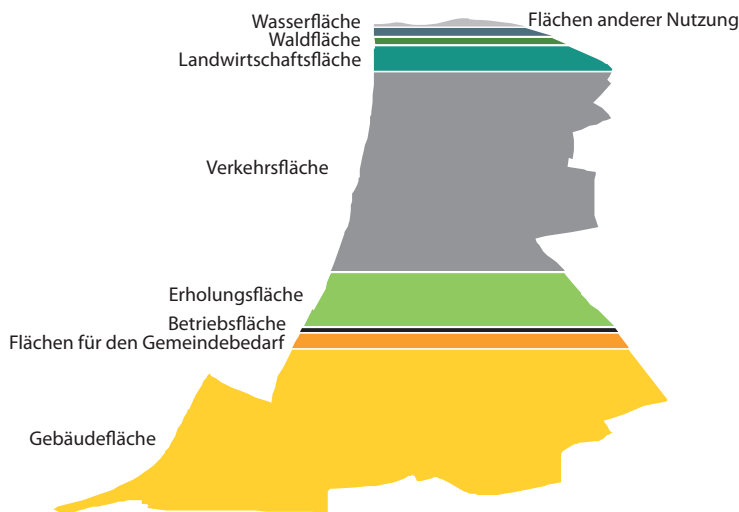 Wasserfläche
Flächen anderer Nutzung
Waldfläche
Landwirtschaftsfläche
Verkehrsfläche
Erholungsfläche
Betriebsfläche
Flächen für den Gemeindebedarf
Gebäudefläche